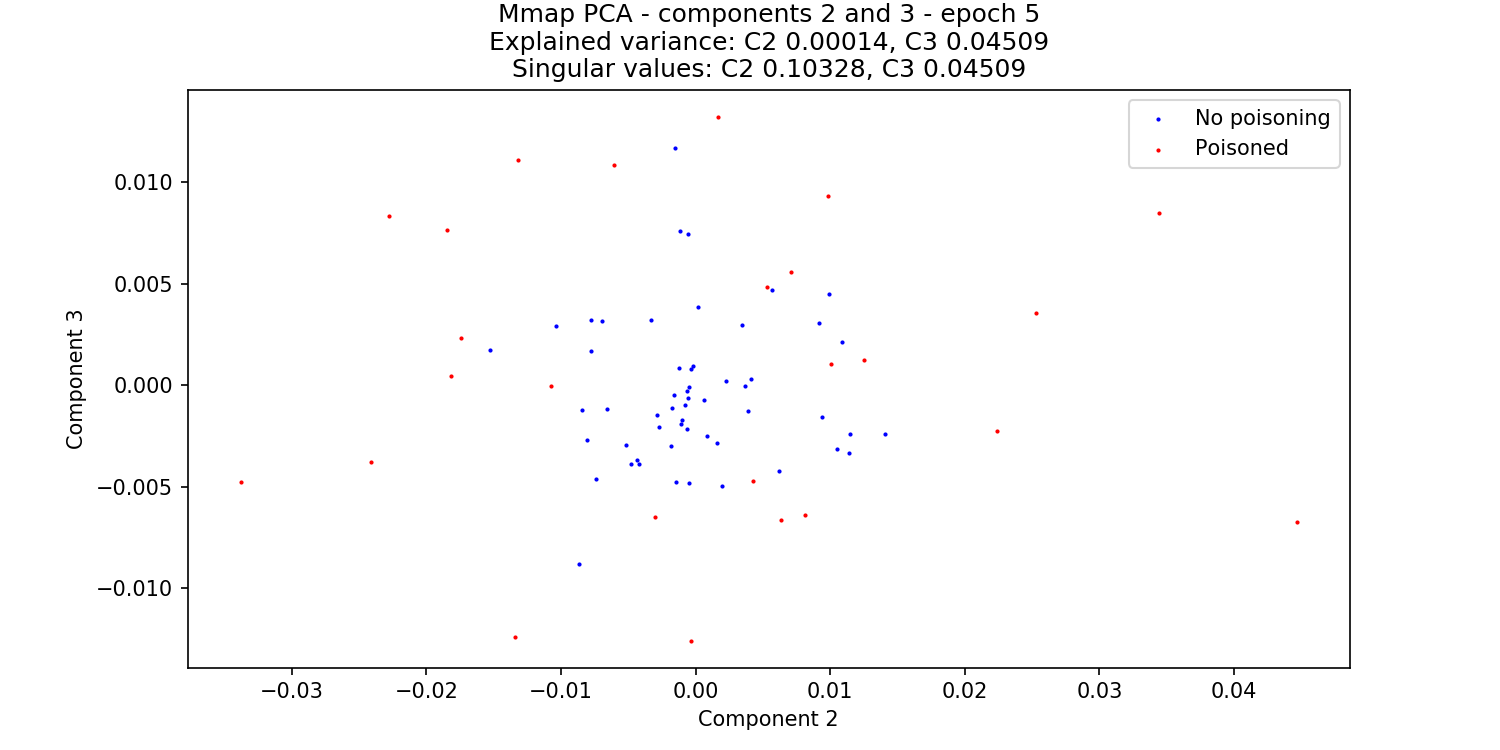 Mmap PCA - components 2 and 3 - epoch 5
Explained variance: C2 0.00014, C3 0.04509
Singular values: C2 0.10328, C3 0.04509
No poisoning
Poisoned
0.010
0.005
0.000
−0.005
−0.010
Component 3
−0.03 −0.02 −0.01 0.00 0.01 0.02 0.03 0.04
Component 2